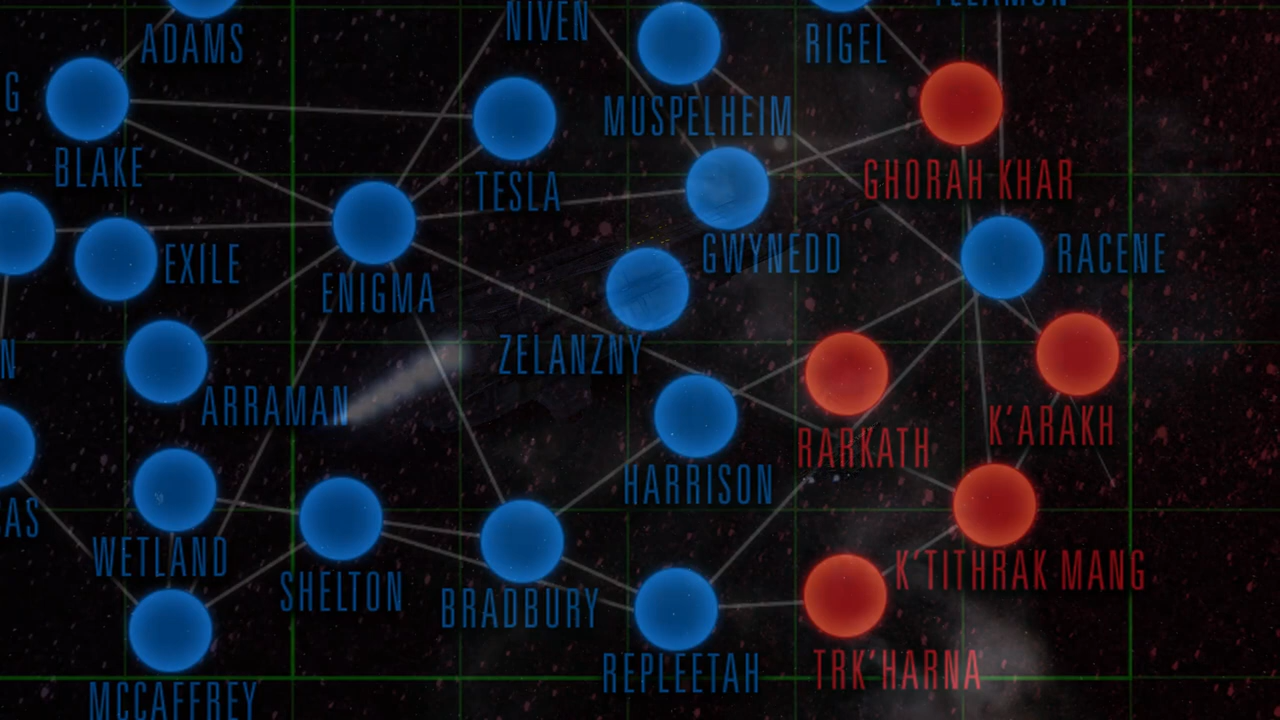 NIVEN
ADAMS
RIGEL
G
MUSPELHEIM
BLAKE
TESLA
GHORAH KHAR
EXILE
GWYNEDD
RACENE
ENIGMA
ZELANZNY
N
ARRAMAN
K'ARAKH
RARKATH
HARRISON
AS
WETLAND
K'TITHRAK MANG
SHELTON
BRADBURY
REPLEETAH
TRK'HARNA
MCCAFFREY